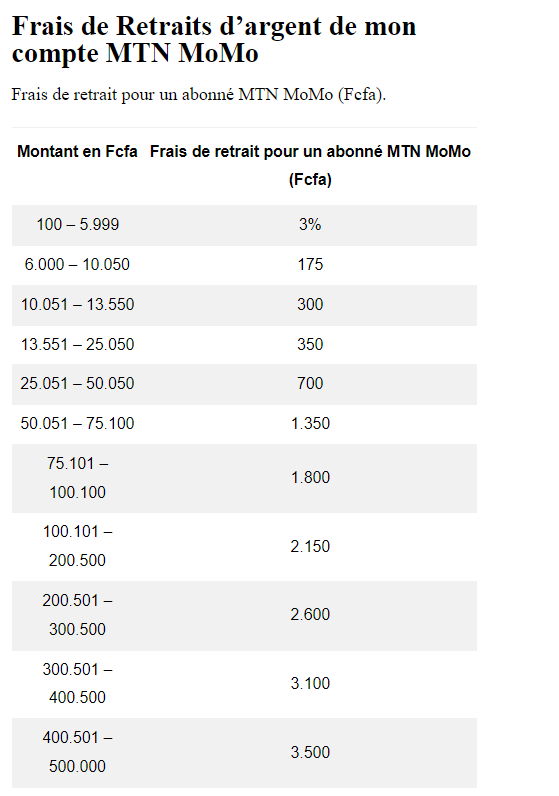 Frais de Retraits d’argent de mon
compte MTN MoMo
Frais de retrait pour un abonné MTN MoMo (Fcfa).
Montant en Fcfa Frais de retrait pour un abonné MTN MoMo
(Fcfa)
100 – 5.999 3%
6.000 – 10.050 175
10.051 – 13.550 300
13.551 – 25.050 350
25.051 – 50.050 700
50.051 – 75.100 1.350
75.101 –
100.100 1.800
100.101 –
200.500 2.150
200.501 –
300.500 2.600
300.501 –
400.500 3.100
400.501 –
500.000 3.500